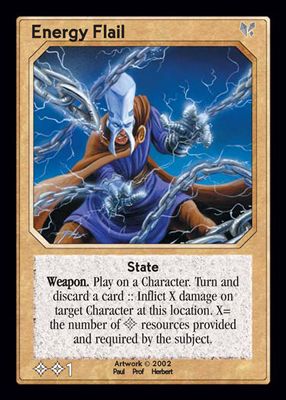 Energy Flail
State
Weapon. Play on a Character. Turn and
discard a card :: Inflict X damage on
target Character at this location. X=
the number of resources provided
and required by the subject.
1
Artwork © 2002
Paul Prof Herbert